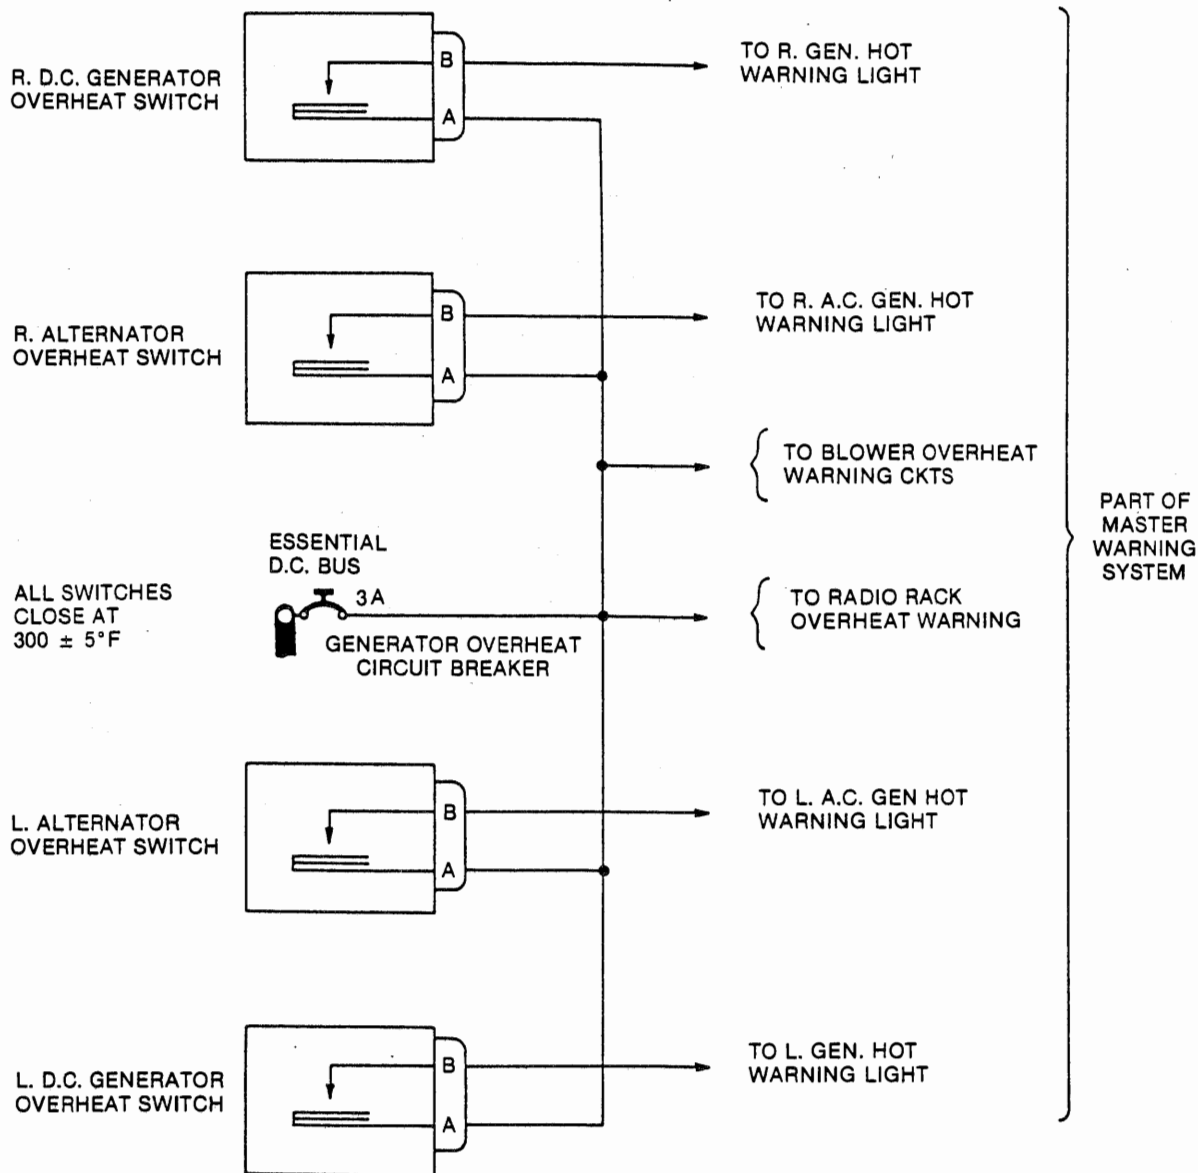 R. D.C. GENERATOR
OVERHEAT SWITCH
B
A
TO R. GEN. HOT
WARNING LIGHT
R. ALTERNATOR
OVERHEAT SWITCH
B
A
TO R. A.C. GEN. HOT
WARNING LIGHT
TO BLOWER OVERHEAT
WARNING CKTS
PART OF
MASTER
WARNING
SYSTEM
ALL SWITCHES
CLOSE AT
300 ± 5°F
ESSENTIAL
D.C. BUS
3A
GENERATOR OVERHEAT
CIRCUIT BREAKER
TO RADIO RACK
OVERHEAT WARNING
L. ALTERNATOR
OVERHEAT SWITCH
B
A
TO L. A.C. GEN HOT
WARNING LIGHT
L. D.C. GENERATOR
OVERHEAT SWITCH
B
A
TO L. GEN. HOT
WARNING LIGHT